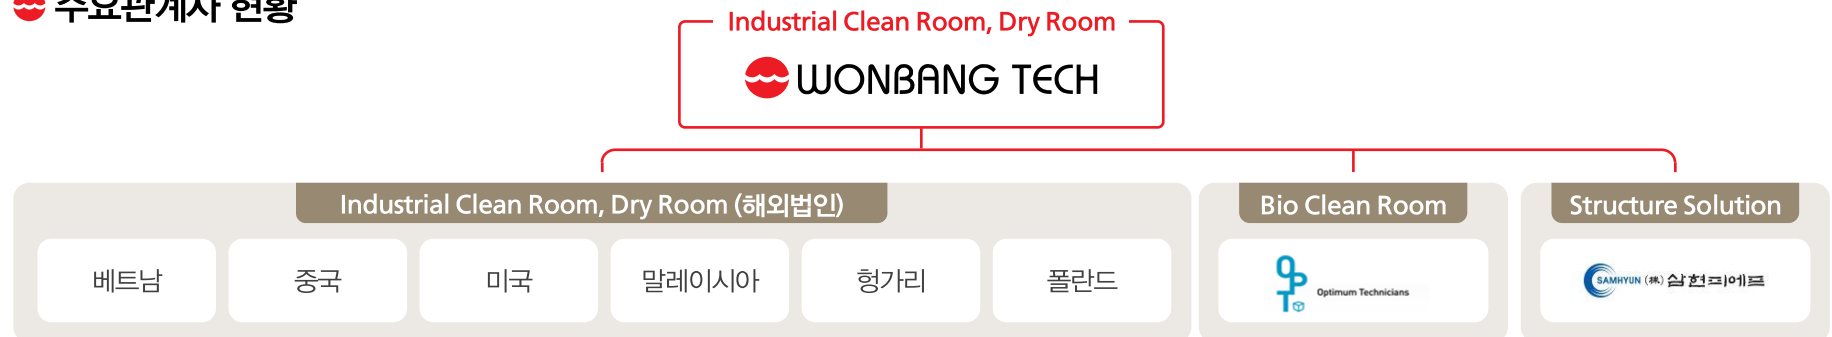 수요관계사 현황
Industrial Clean Room, Dry Room
WONBANG TECH
Industrial Clean Room, Dry Room (해외법인)
베트남
중국
미국
말레이시아
헝가리
폴란드
Bio Clean Room
OPT
Optimum Technicians
Structure Solution
SAMHYUN (株) 삼현피에프